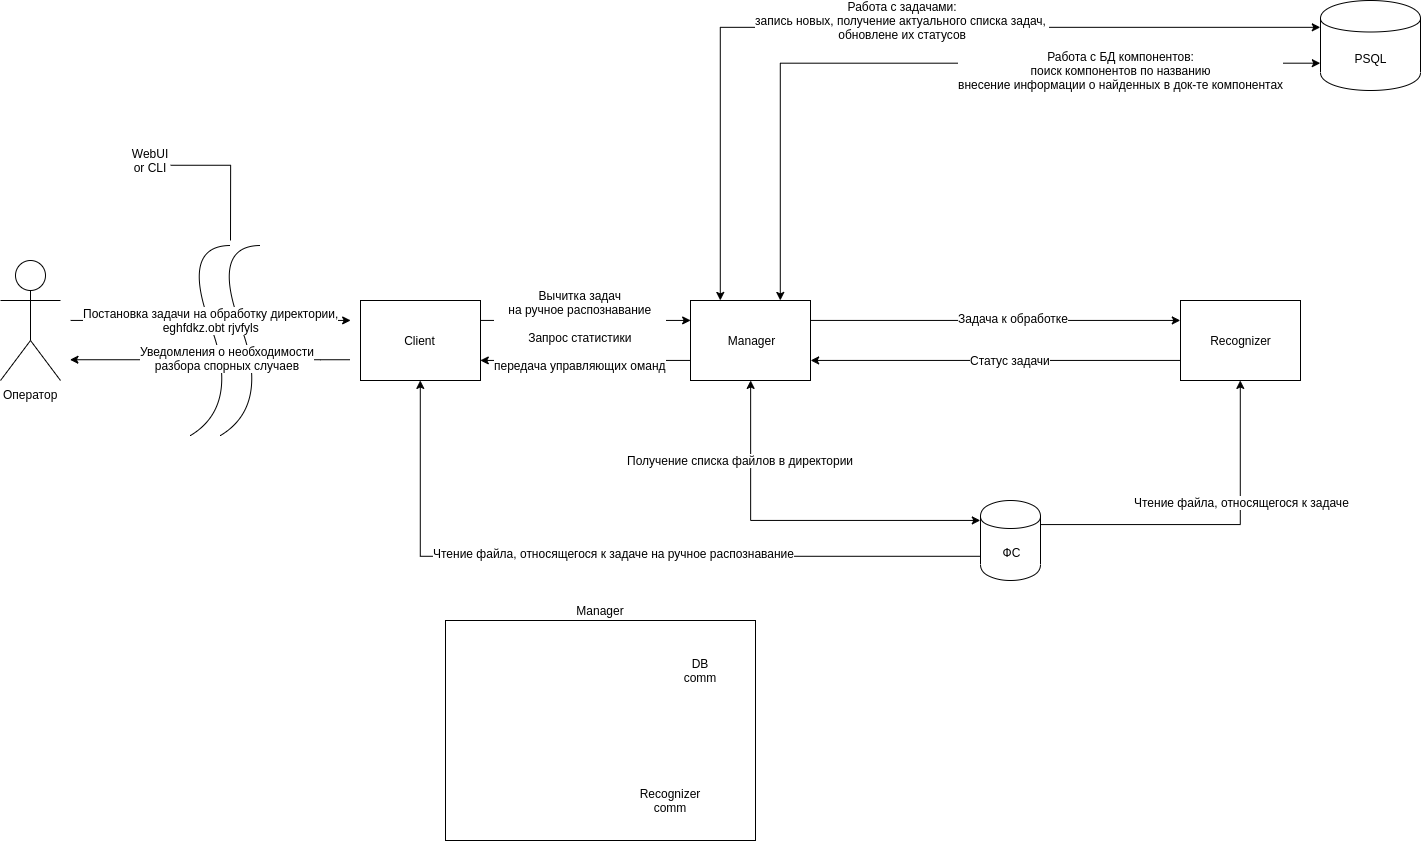 Работа с задачами:
запись новых, получение актуального списка задач,
обновлене их статусов
Работа с БД компонентов:
поиск компонентов по названию
внесение информации о найденных в док-те компонентах
PSQL
WebUI
or CLI
Постановка задачи на обработку директории,
eghfdkz.obt rjvfyls
Уведомления о необходимости
разбора спорных случаев
Оператор
Client
Вычитка задач
на ручное распознавание
Запрос статистики
передача управляющих оманд
Manager
Задача к обработке
Статус задачи
Recognizer
Получение списка файлов в директории
Чтение файла, относящегося к задаче
Чтение файла, относящегося к задаче на ручное распознавание
ФС
Manager
DB
comm
Recognizer
comm